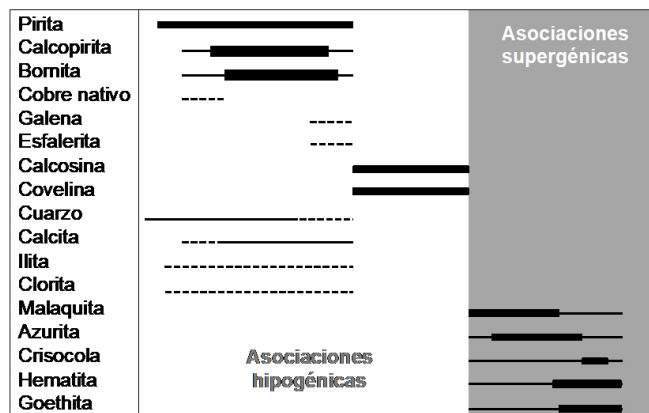 Pirita
Calcopirita
Bornita
Cobre nativo
Galena
Esfalerita
Calcosina
Covelina
Cuarzo
Calcita
Ilita
Clorita
Malaquita
Azurita
Crisocola
Hematita
Goethita
Asociaciones
supergénicas
Asociaciones
hipogénicas